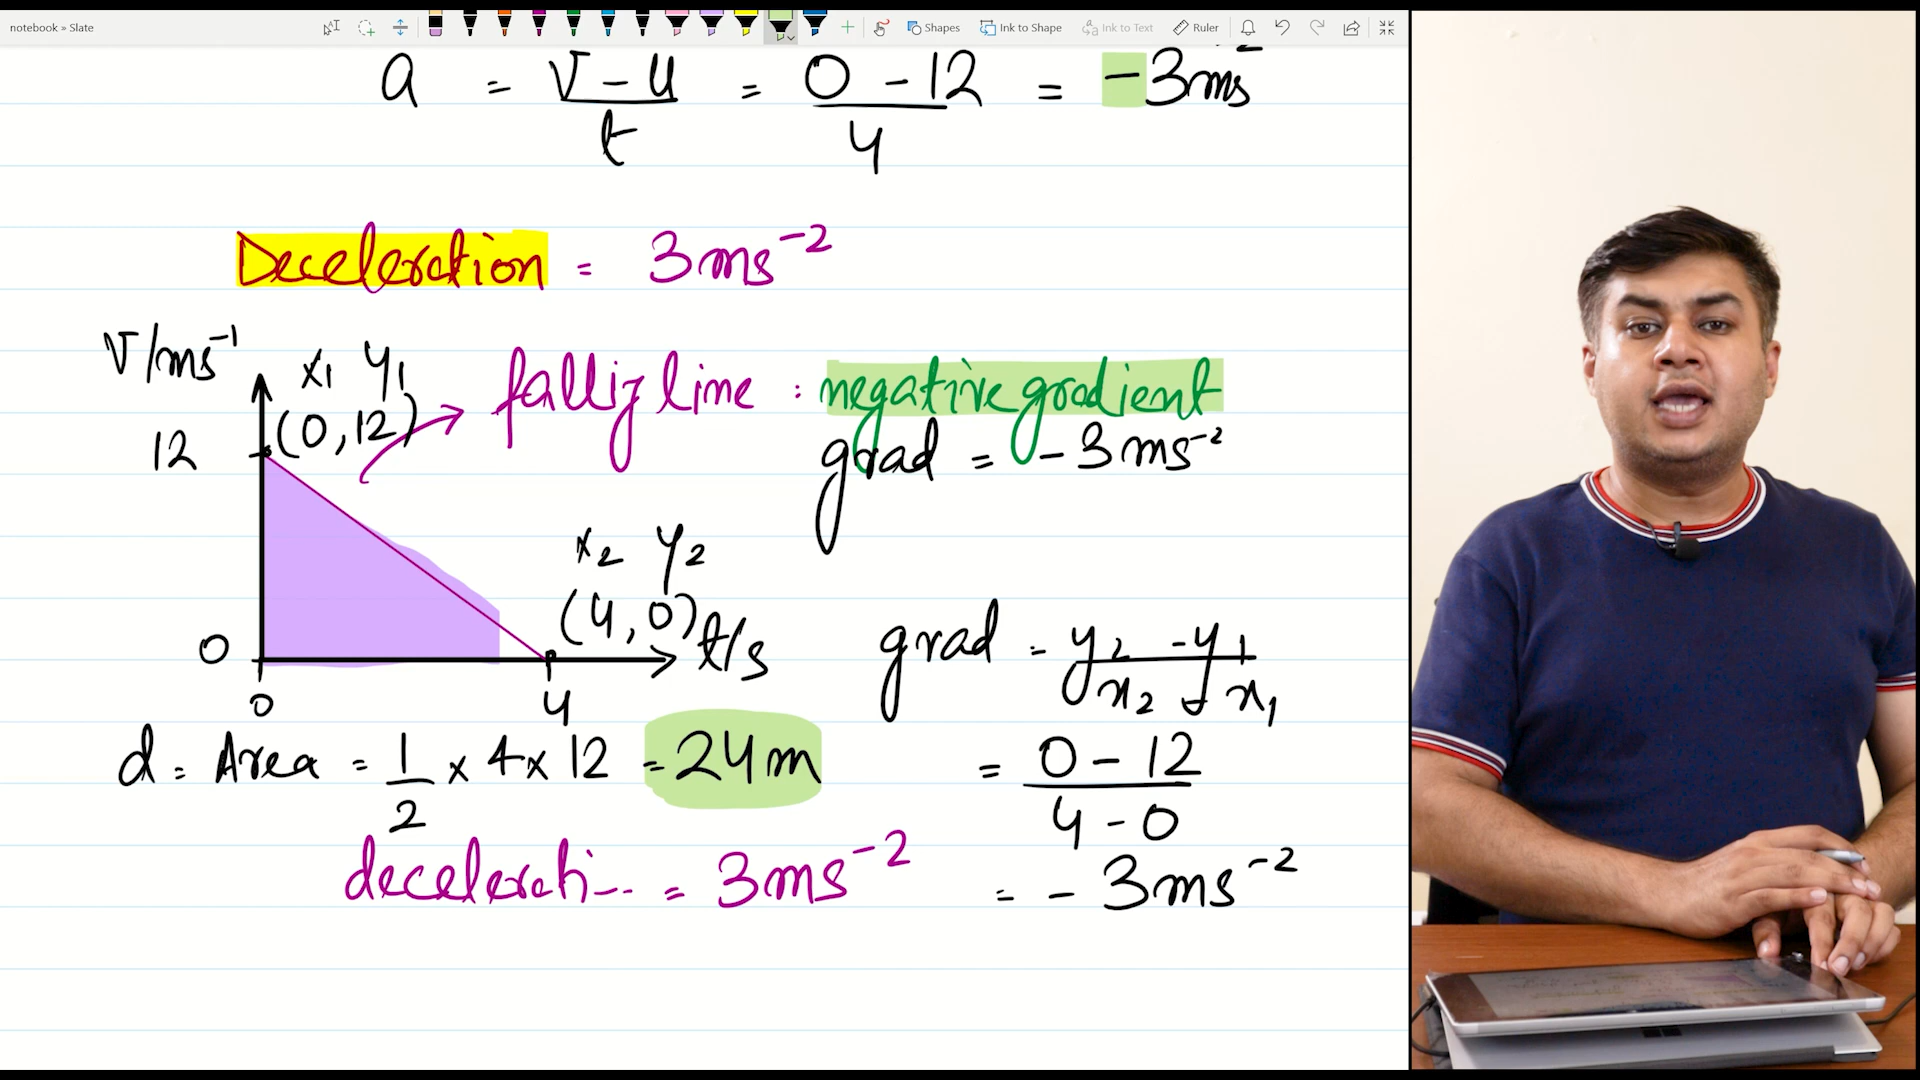 notebook » Slate
Shapes Ink to Shape Ink to Text Ruler
a = v - u / t = 0 - 12 / 4 = -3ms⁻²
Deceleration = 3ms⁻²
V/ms⁻¹
x₁ y₁
(0,12)
falling line : negative gradient
grad = -3ms⁻²
12
x₂ y₂
(4,0)
t/s
0
0
4
grad = y₂ - y₁ / x₂ - x₁
= 0 - 12 / 4 - 0
= - 3ms⁻²
d = Area = 1/2 x 4 x 12 = 24m
decelerati... = 3ms⁻²